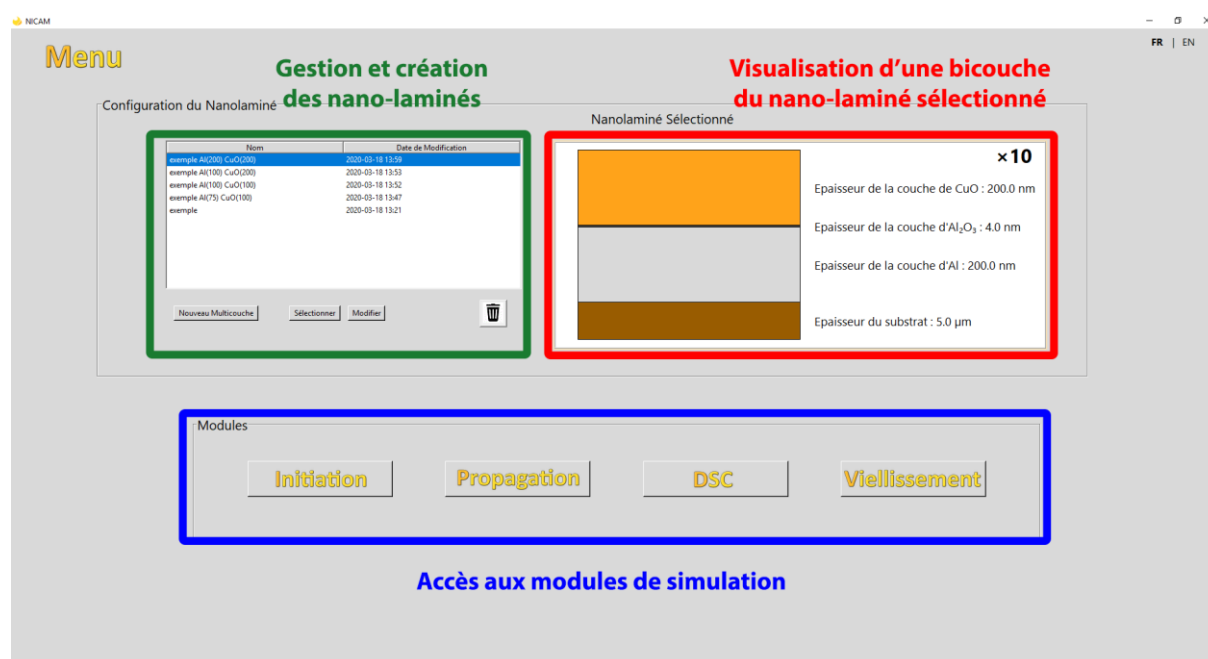 NICAM
FR | EN
Menu
Gestion et création
des nano-laminés
Visualisation d'une bicouche
du nano-laminé sélectionné
Configuration du Nanolaminé
Nanolaminé Sélectionné
Nom Date de Modification
exemple Al(200) CuO(200) 2020-03-18 13:59
exemple Al(100) CuO(200) 2020-03-18 13:53
exemple Al(100) CuO(100) 2020-03-18 13:52
exemple Al(75) CuO(100) 2020-03-18 13:47
exemple 2020-03-18 13:21
Nouveau Multicouche Sélectionner Modifier
×10
Epaisseur de la couche de CuO : 200.0 nm
Epaisseur de la couche d'Al₂O₃ : 4.0 nm
Epaisseur de la couche d'Al : 200.0 nm
Epaisseur du substrat : 5.0 µm
Modules
Initiation Propagation DSC Viellissement
Accès aux modules de simulation